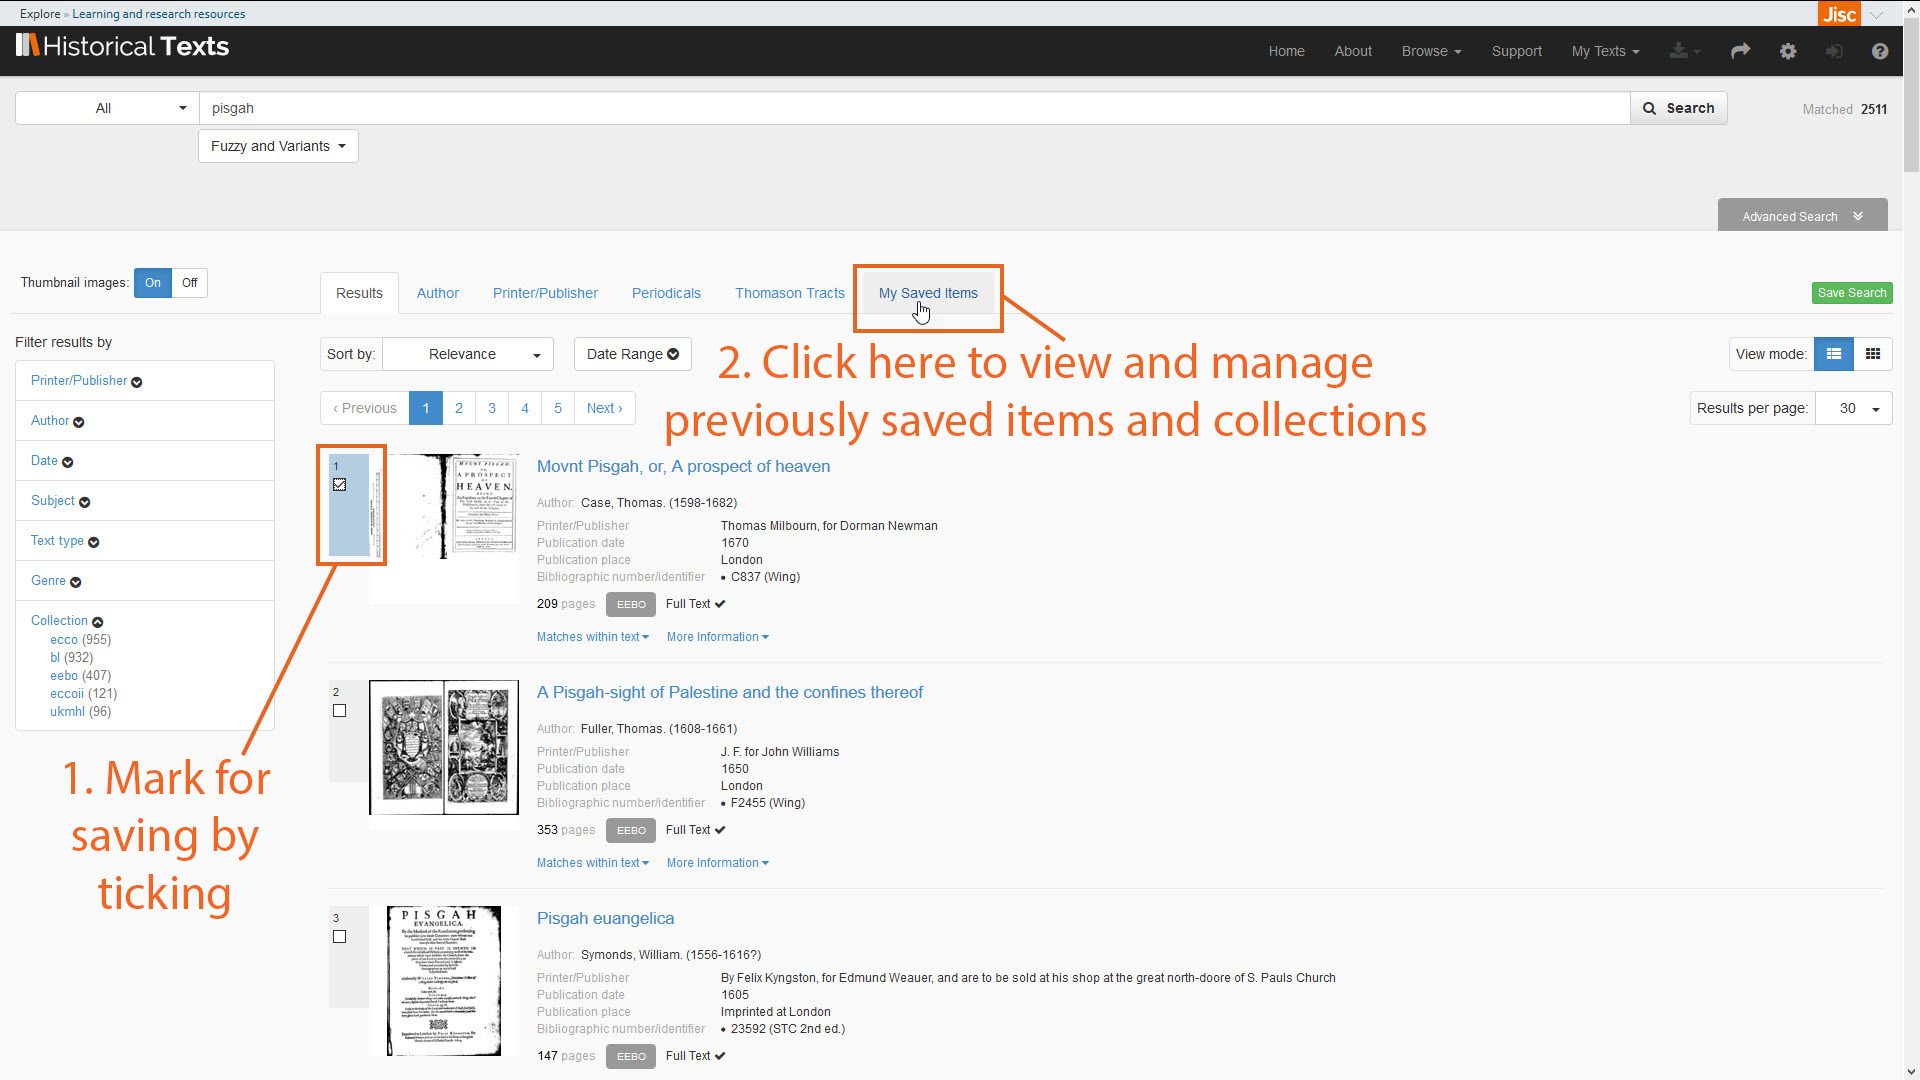 Explore » Learning and research resources
Jisc
Historical Texts
Home About Browse Support My Texts
All pisgah Search Matched 2511
Fuzzy and Variants
Advanced Search
Thumbnail images: On Off
Results Author Printer/Publisher Periodicals Thomason Tracts My Saved Items Save Search
Filter results by
Printer/Publisher
Author
Date
Subject
Text type
Genre
Collection
ecco (955)
bl (932)
eebo (407)
eccoii (121)
ukmhl (96)
1. Mark for
saving by
ticking
Sort by: Relevance Date Range
2. Click here to view and manage
previously saved items and collections
View mode:
‹ Previous 1 2 3 4 5 Next ›
Results per page: 30
1
MOUNT PISGAH,
A PROSPECT
OF
HEAVEN.
Movnt Pisgah, or, A prospect of heaven
Author: Case, Thomas. (1598-1682)
Printer/Publisher Thomas Milbourn, for Dorman Newman
Publication date 1670
Publication place London
Bibliographic number/identifier • C837 (Wing)
209 pages EEBO Full Text
Matches within text More Information
2
A Pisgah-sight of Palestine and the confines thereof
Author: Fuller, Thomas. (1608-1661)
Printer/Publisher J. F. for John Williams
Publication date 1650
Publication place London
Bibliographic number/identifier • F2455 (Wing)
353 pages EEBO Full Text
Matches within text More Information
3
PISGAH
EVANGELICA.
Pisgah euangelica
Author: Symonds, William. (1556-1616?)
Printer/Publisher By Felix Kyngston, for Edmund Weauer, and are to be sold at his shop at the great north-doore of S. Pauls Church
Publication date 1605
Publication place Imprinted at London
Bibliographic number/identifier • 23592 (STC 2nd ed.)
147 pages EEBO Full Text